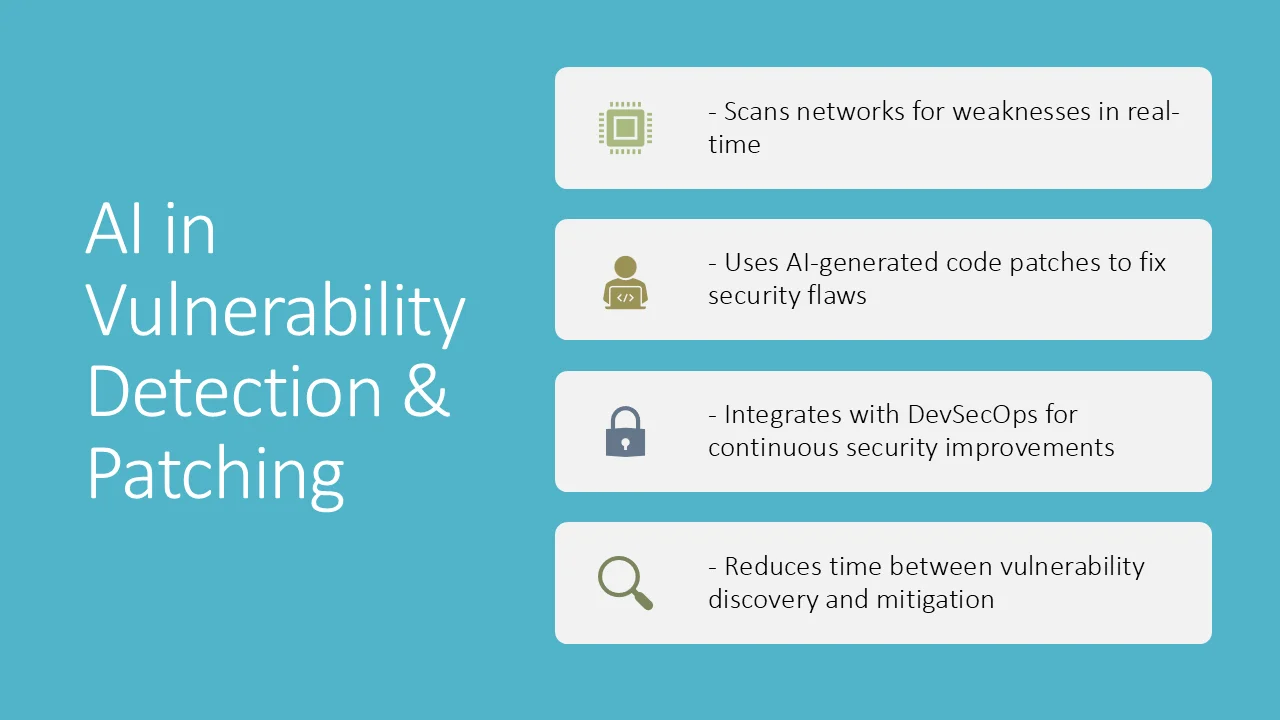 AI in
Vulnerability
Detection &
Patching
- Scans networks for weaknesses in real-
time
- Uses AI-generated code patches to fix
security flaws
- Integrates with DevSecOps for
continuous security improvements
- Reduces time between vulnerability
discovery and mitigation